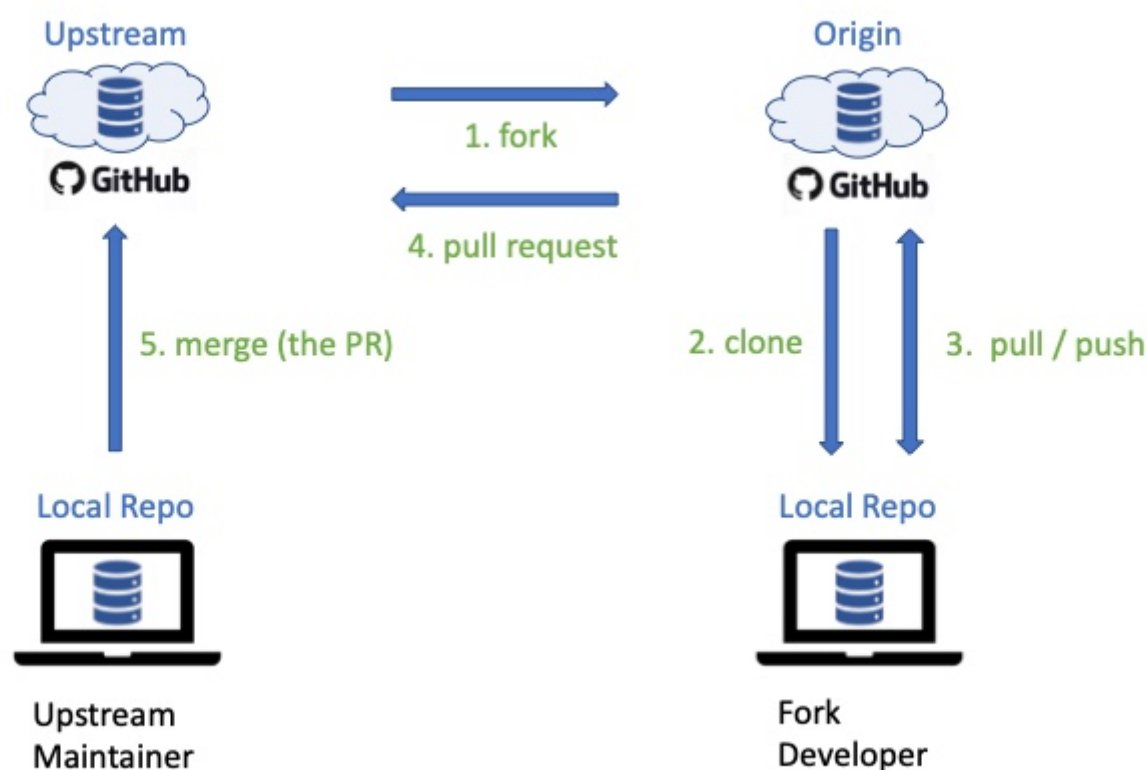 Upstream
Origin
GitHub
GitHub
1. fork
4. pull request
5. merge (the PR)
2. clone
3. pull / push
Local Repo
Local Repo
Upstream
Maintainer
Fork
Developer